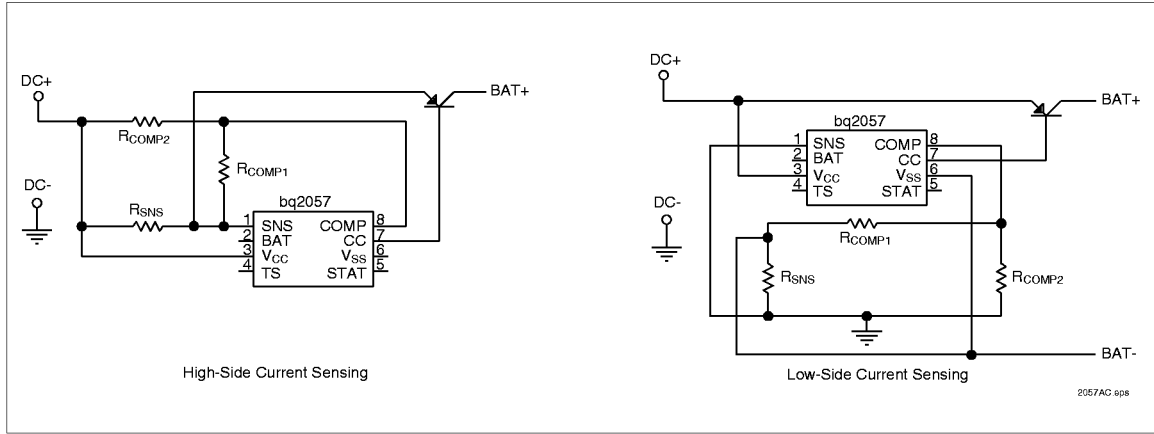 DC+
BAT+
RCOMP2
RCOMP1
DC-
RSNS
bq2057
1 SNS COMP 8
2 BAT CC 7
3 VCC VSS 6
4 TS STAT 5
High-Side Current Sensing
DC+
BAT+
bq2057
1 SNS COMP 8
2 BAT CC 7
3 VCC VSS 6
4 TS STAT 5
DC-
RCOMP1
RSNS
RCOMP2
BAT-
Low-Side Current Sensing
2057AC.eps